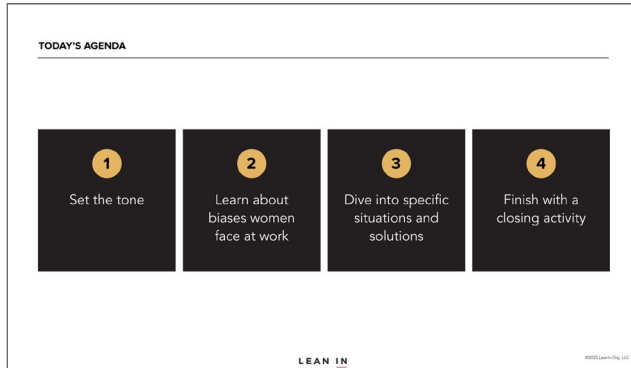 TODAY'S AGENDA
1
Set the tone
2
Learn about
biases women
face at work
3
Dive into specific
situations and
solutions
4
Finish with a
closing activity
LEAN IN
©2025 LeanIn.Org, LLC